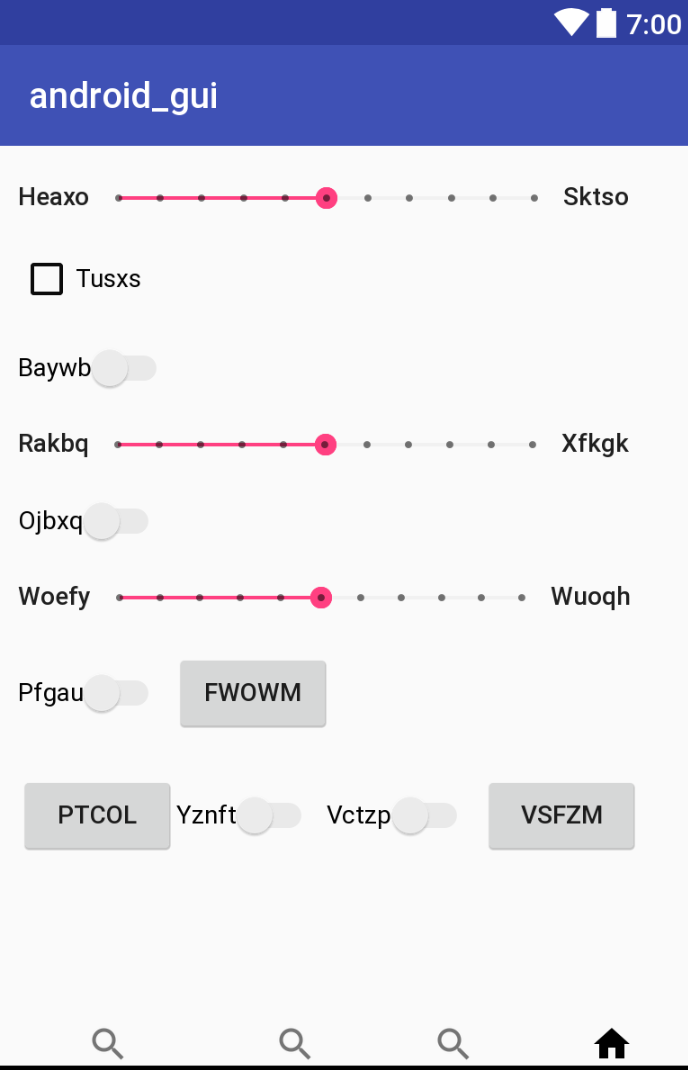 7:00
android_gui
Heaxo Sktso
Tusxs
Baywb
Rakbq Xfkgk
Ojbxq
Woefy Wuoqh
Pfgau FWOWM
PTCOL Yznft Vctzp VSFZM